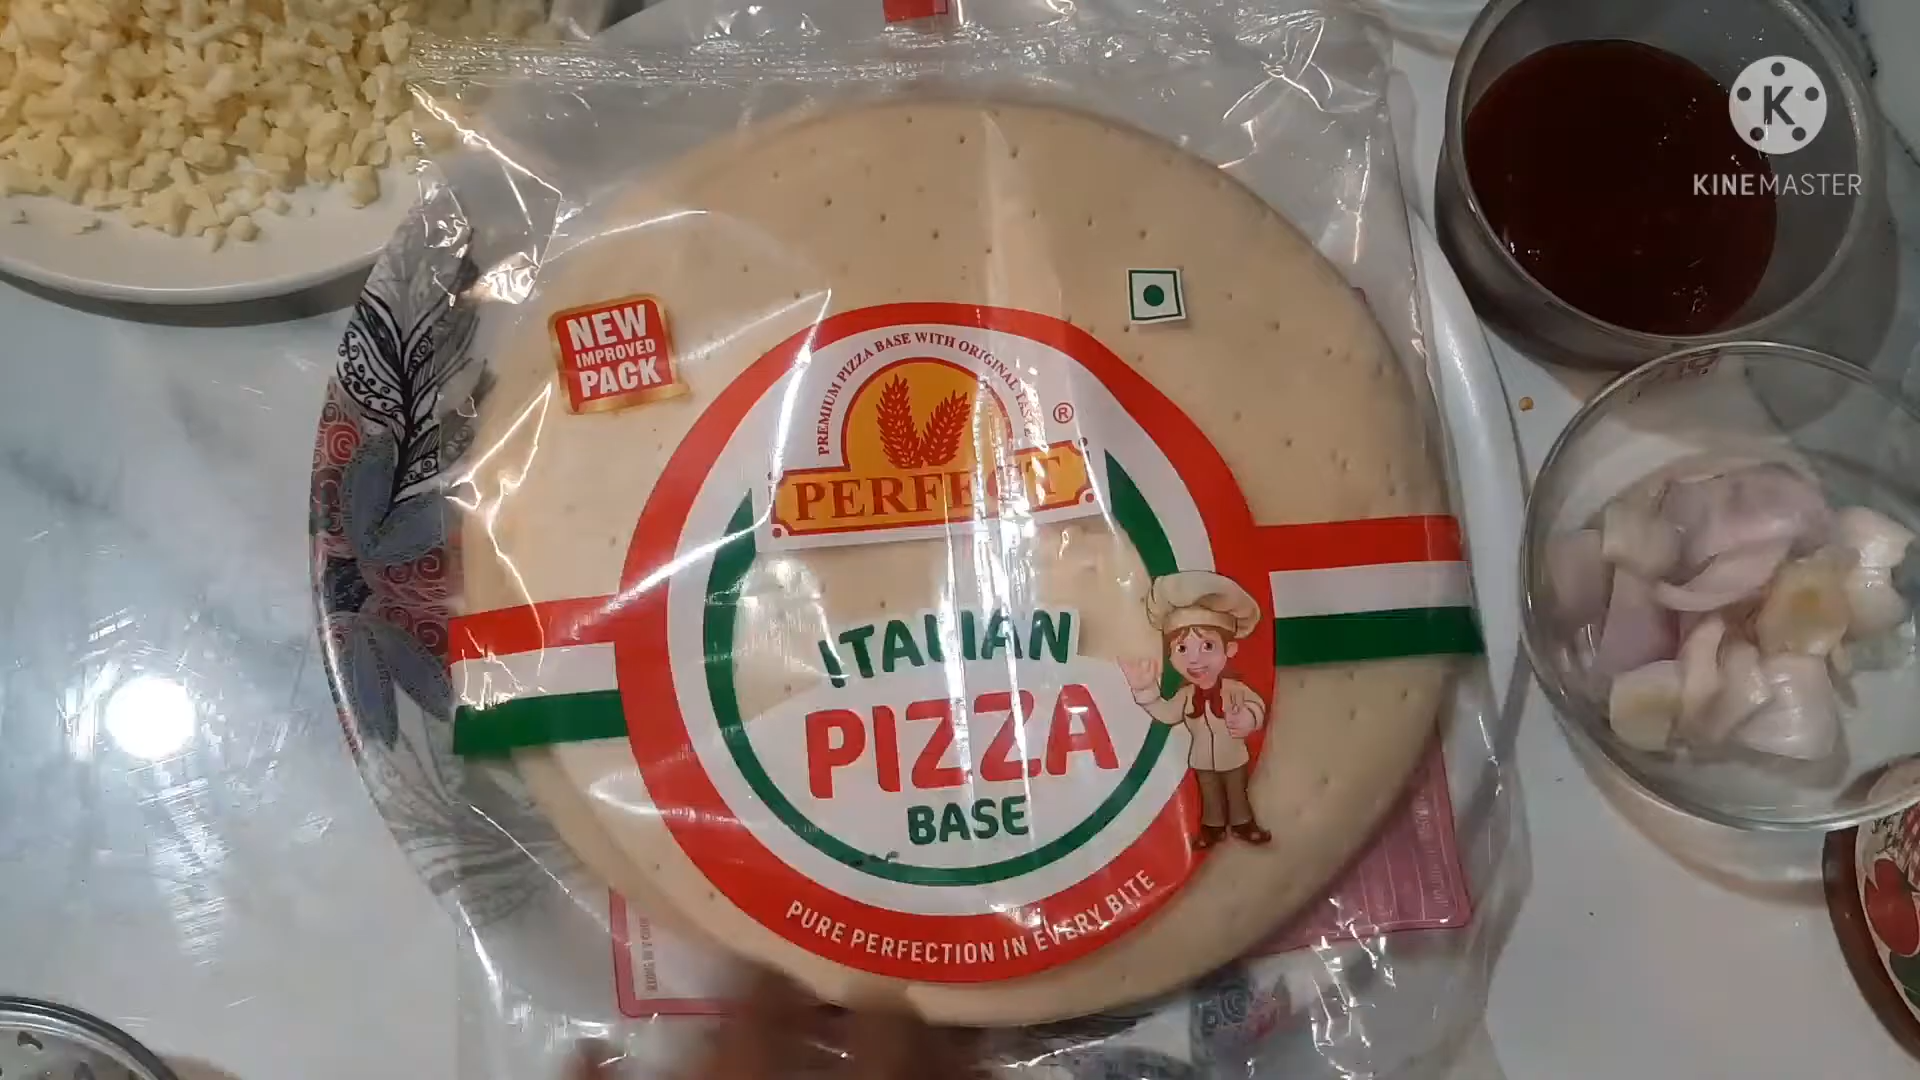 KINEMASTER
NEW
IMPROVED
PACK
PREMIUM PIZZA BASE WITH ORIGINAL TASTE
®
PERFECT
ITALIAN
PIZZA
BASE
PURE PERFECTION IN EVERY BITE